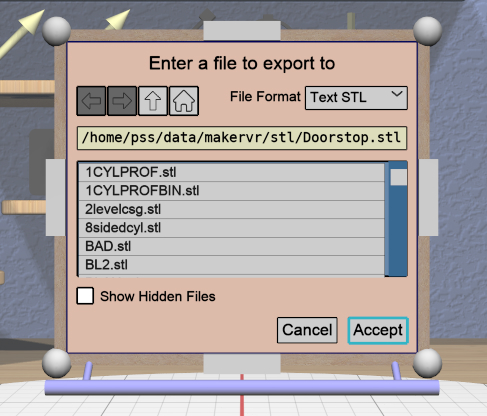 Enter a file to export to
File Format Text STL
/home/pss/data/makervr/stl/Doorstop.stl
1CYLPROF.stl
1CYLPROFBIN.stl
2levelcsg.stl
8sidedcyl.stl
BAD.stl
BL2.stl
Show Hidden Files
Cancel Accept